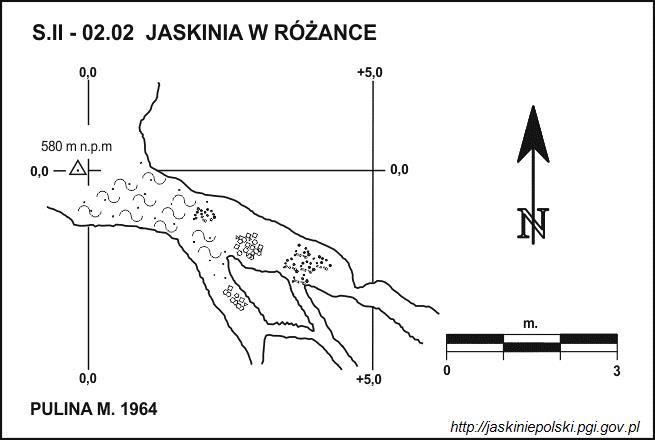 S.II - 02.02 JASKINIA W RÓŻANCE
0,0 +5,0
580 m n.p.m
0,0 0,0
N
m.
0 3
0,0 +5,0
PULINA M. 1964
http://jaskiniepolski.pgi.gov.pl